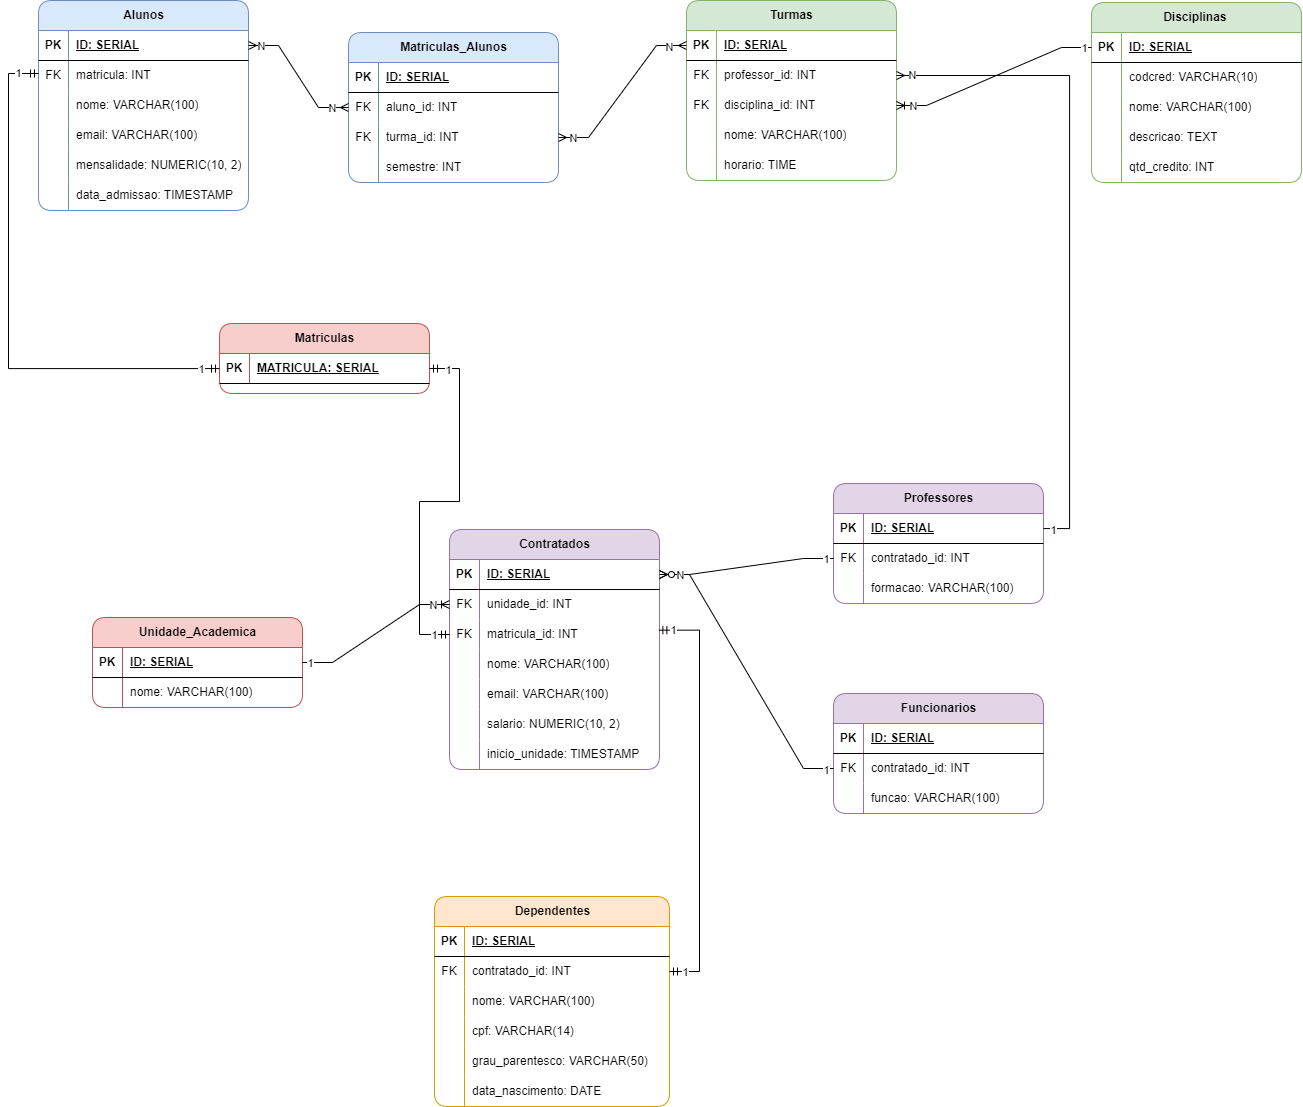 Alunos
PK ID: SERIAL
FK matricula: INT
nome: VARCHAR(100)
email: VARCHAR(100)
mensalidade: NUMERIC(10, 2)
data_admissao: TIMESTAMP
N
1
N
Matriculas_Alunos
PK ID: SERIAL
FK aluno_id: INT
FK turma_id: INT
semestre: INT
N
N
Turmas
PK ID: SERIAL
FK professor_id: INT
FK disciplina_id: INT
nome: VARCHAR(100)
horario: TIME
N
N
1
Disciplinas
PK ID: SERIAL
codcred: VARCHAR(10)
nome: VARCHAR(100)
descricao: TEXT
qtd_credito: INT
Matriculas
1
PK MATRICULA: SERIAL
1
Professores
PK ID: SERIAL
1
1
FK contratado_id: INT
formacao: VARCHAR(100)
Contratados
PK ID: SERIAL
N
N
FK unidade_id: INT
1
FK matricula_id: INT
1
nome: VARCHAR(100)
email: VARCHAR(100)
salario: NUMERIC(10, 2)
inicio_unidade: TIMESTAMP
Unidade_Academica
PK ID: SERIAL
1
nome: VARCHAR(100)
Funcionarios
PK ID: SERIAL
1
FK contratado_id: INT
funcao: VARCHAR(100)
Dependentes
PK ID: SERIAL
FK contratado_id: INT
1
nome: VARCHAR(100)
cpf: VARCHAR(14)
grau_parentesco: VARCHAR(50)
data_nascimento: DATE